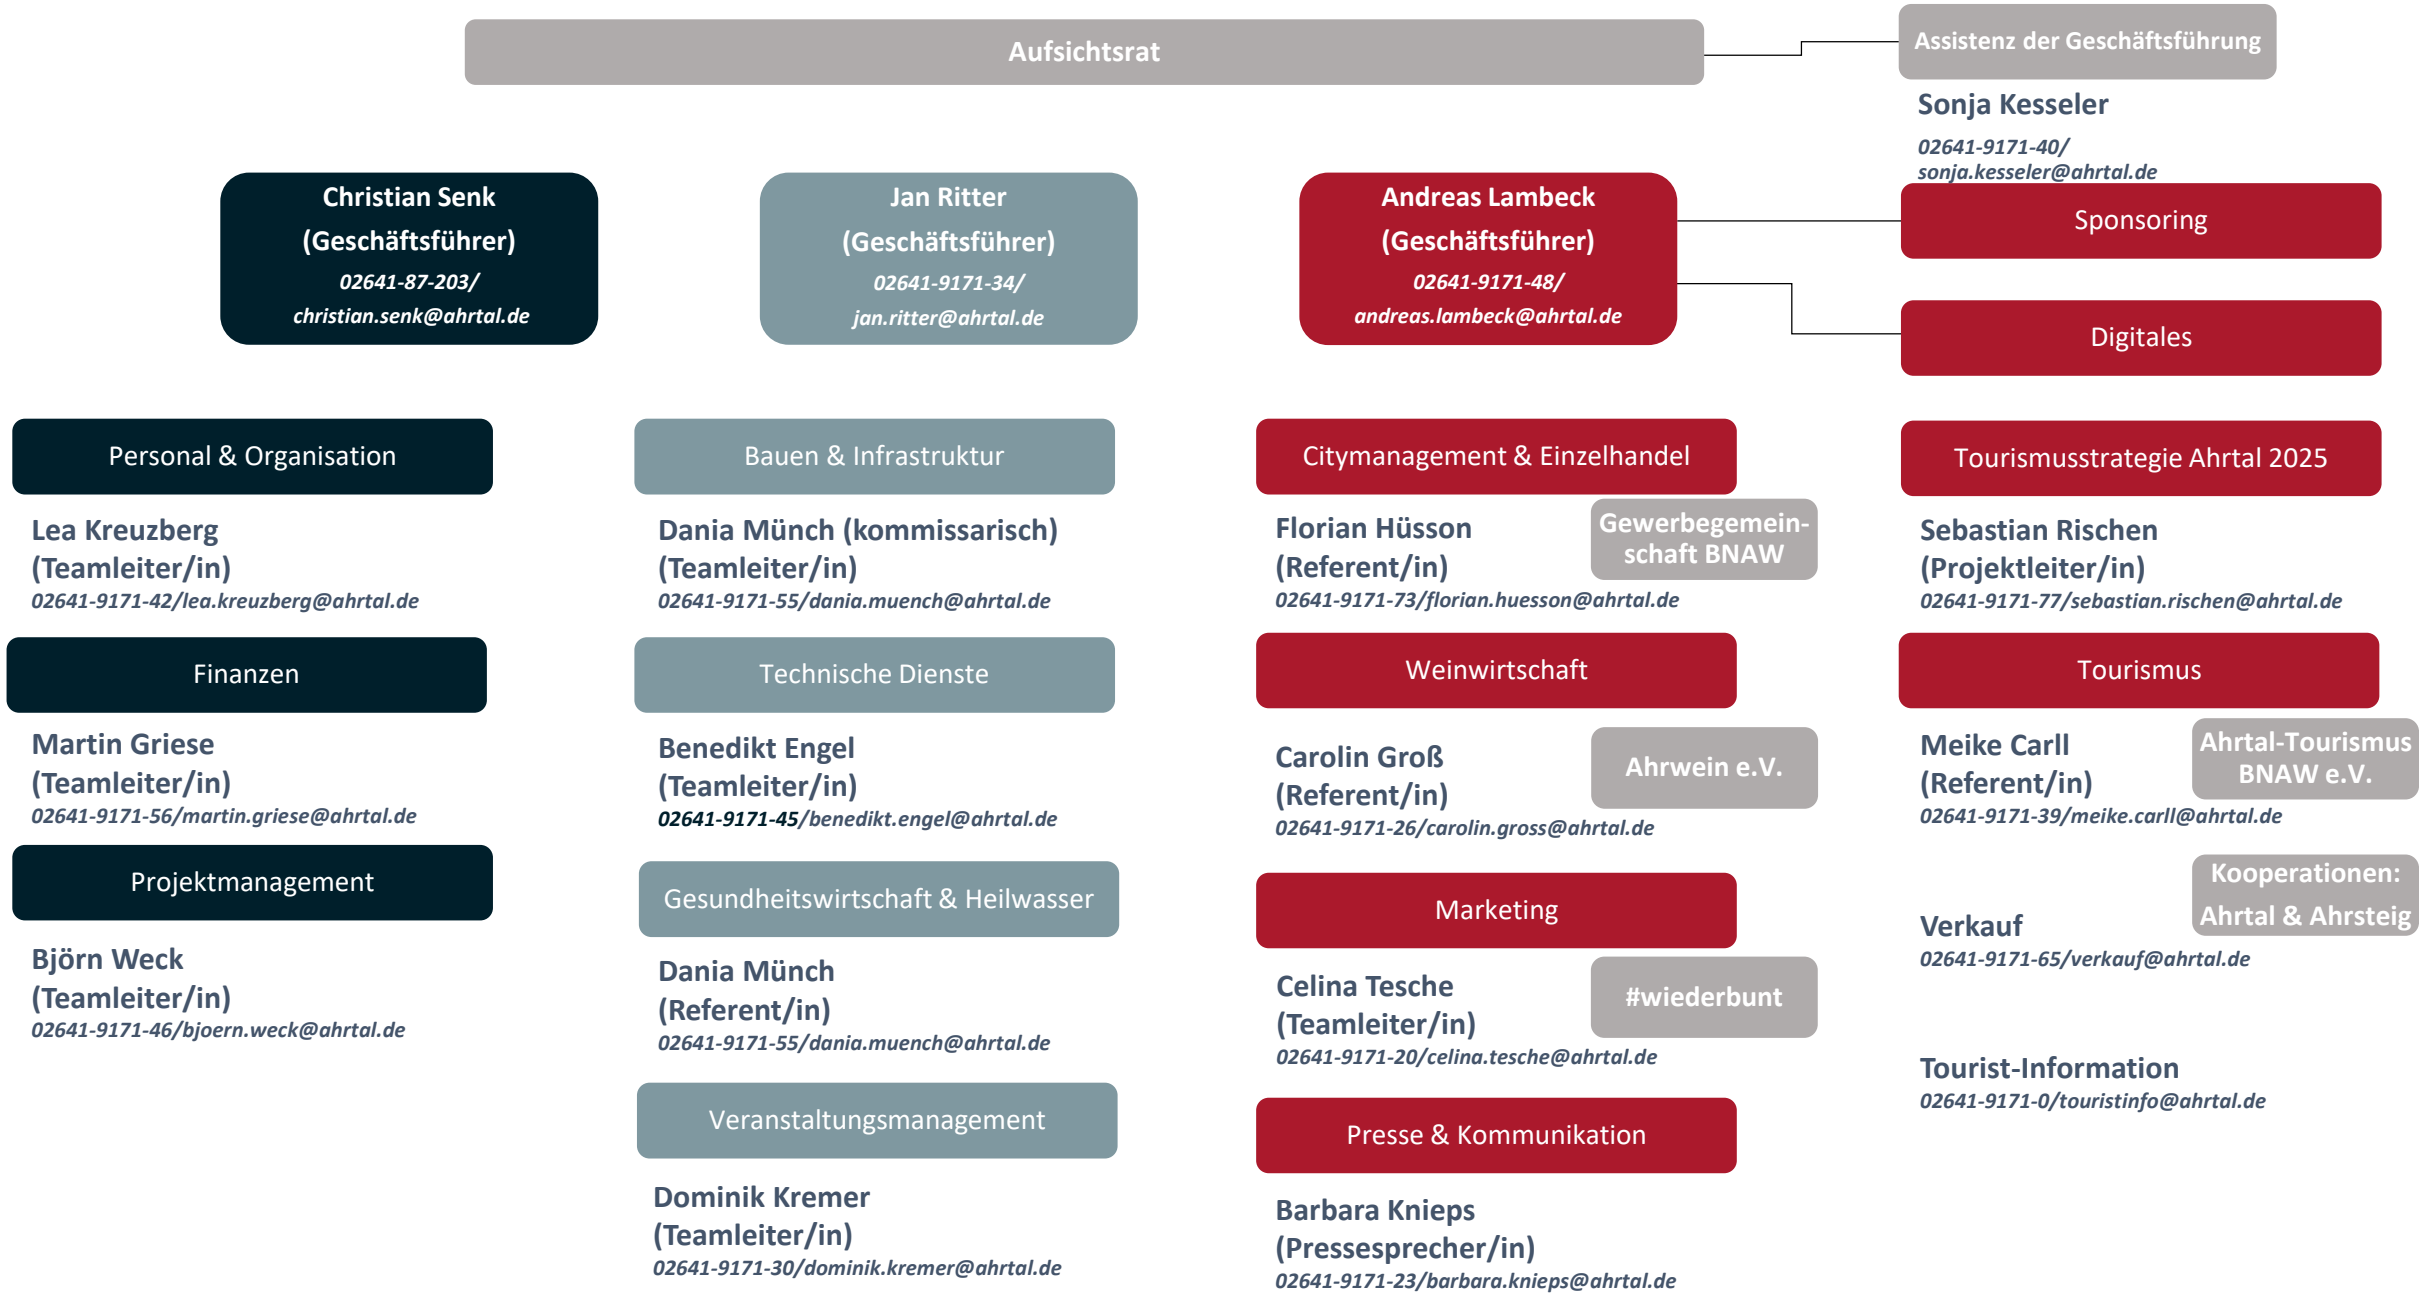 Aufsichtsrat
Assistenz der Geschäftsführung
Sonja Kesseler
02641-9171-40/
sonja.kesseler@ahrtal.de
Christian Senk
(Geschäftsführer)
02641-87-203/
christian.senk@ahrtal.de
Jan Ritter
(Geschäftsführer)
02641-9171-34/
jan.ritter@ahrtal.de
Andreas Lambeck
(Geschäftsführer)
02641-9171-48/
andreas.lambeck@ahrtal.de
Sponsoring
Digitales
Personal & Organisation
Lea Kreuzberg
(Teamleiter/in)
02641-9171-42/lea.kreuzberg@ahrtal.de
Finanzen
Martin Griese
(Teamleiter/in)
02641-9171-56/martin.griese@ahrtal.de
Projektmanagement
Björn Weck
(Teamleiter/in)
02641-9171-46/bjoern.weck@ahrtal.de
Bauen & Infrastruktur
Dania Münch (kommissarisch)
(Teamleiter/in)
02641-9171-55/dania.muench@ahrtal.de
Technische Dienste
Benedikt Engel
(Teamleiter/in)
02641-9171-45/benedikt.engel@ahrtal.de
Gesundheitswirtschaft & Heilwasser
Dania Münch
(Referent/in)
02641-9171-55/dania.muench@ahrtal.de
Veranstaltungsmanagement
Dominik Kremer
(Teamleiter/in)
02641-9171-30/dominik.kremer@ahrtal.de
Citymanagement & Einzelhandel
Florian Hüsson
(Referent/in)
02641-9171-73/florian.huesson@ahrtal.de
Gewerbegemein-
schaft BNAW
Weinwirtschaft
Carolin Groß
(Referent/in)
02641-9171-26/carolin.gross@ahrtal.de
Ahrwein e.V.
Marketing
Celina Tesche
(Teamleiter/in)
02641-9171-20/celina.tesche@ahrtal.de
#wiederbunt
Presse & Kommunikation
Barbara Knieps
(Pressesprecher/in)
02641-9171-23/barbara.knieps@ahrtal.de
Tourismusstrategie Ahrtal 2025
Sebastian Rischen
(Projektleiter/in)
02641-9171-77/sebastian.rischen@ahrtal.de
Tourismus
Meike Carll
(Referent/in)
02641-9171-39/meike.carll@ahrtal.de
Ahrtal-Tourismus
BNAW e.V.
Kooperationen:
Ahrtal & Ahrsteig
Verkauf
02641-9171-65/verkauf@ahrtal.de
Tourist-Information
02641-9171-0/touristinfo@ahrtal.de